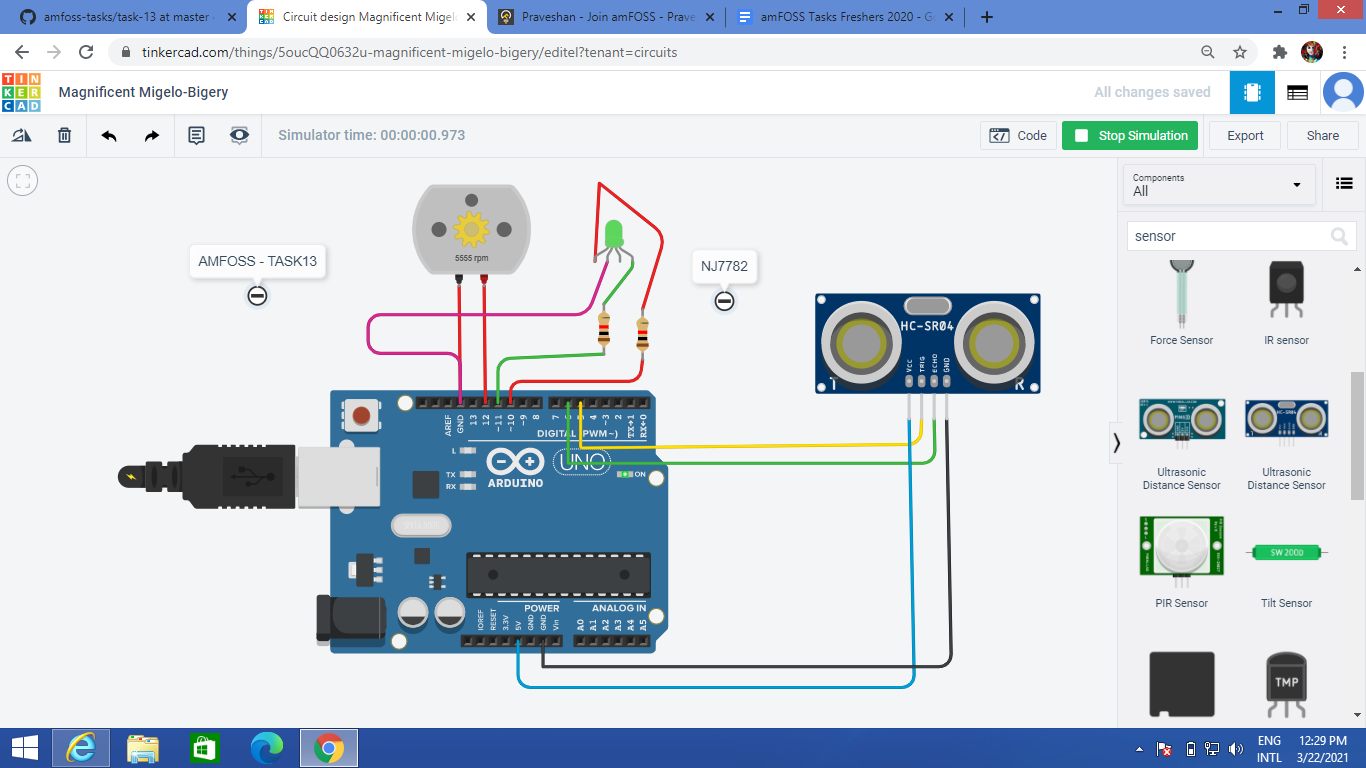 amfoss-tasks/task-13 at master
Circuit design Magnificent Migelo
Praveshan - Join amFOSS - Prave
amFOSS Tasks Freshers 2020 - G
tinkercad.com/things/5oucQQ0632u-magnificent-migelo-bigery/editel?tenant=circuits
TIN
KER
CAD
Magnificent Migelo-Bigery
All changes saved
Simulator time: 00:00:00.973
Code
Stop Simulation
Export
Share
Components
All
sensor
Force Sensor
IR sensor
Ultrasonic
Distance Sensor
Ultrasonic
Distance Sensor
PIR Sensor
SW 200D
Tilt Sensor
TMP
AMFOSS - TASK13
5555 rpm
NJ7782
HC-SR04
VCC
TRIG
ECHO
GND
T
R
AREF
GND
13
12
~11
~10
~9
8
7
4
~3
2
TX→1
RX←0
DIGITAL (PWM~)
L
TX
RX
ARDUINO
UNO
ON
IOREF
RESET
3.3V
5V
GND
GND
Vin
POWER
ANALOG IN
A0
A1
A2
A3
A4
A5
ENG
INTL
12:29 PM
3/22/2021